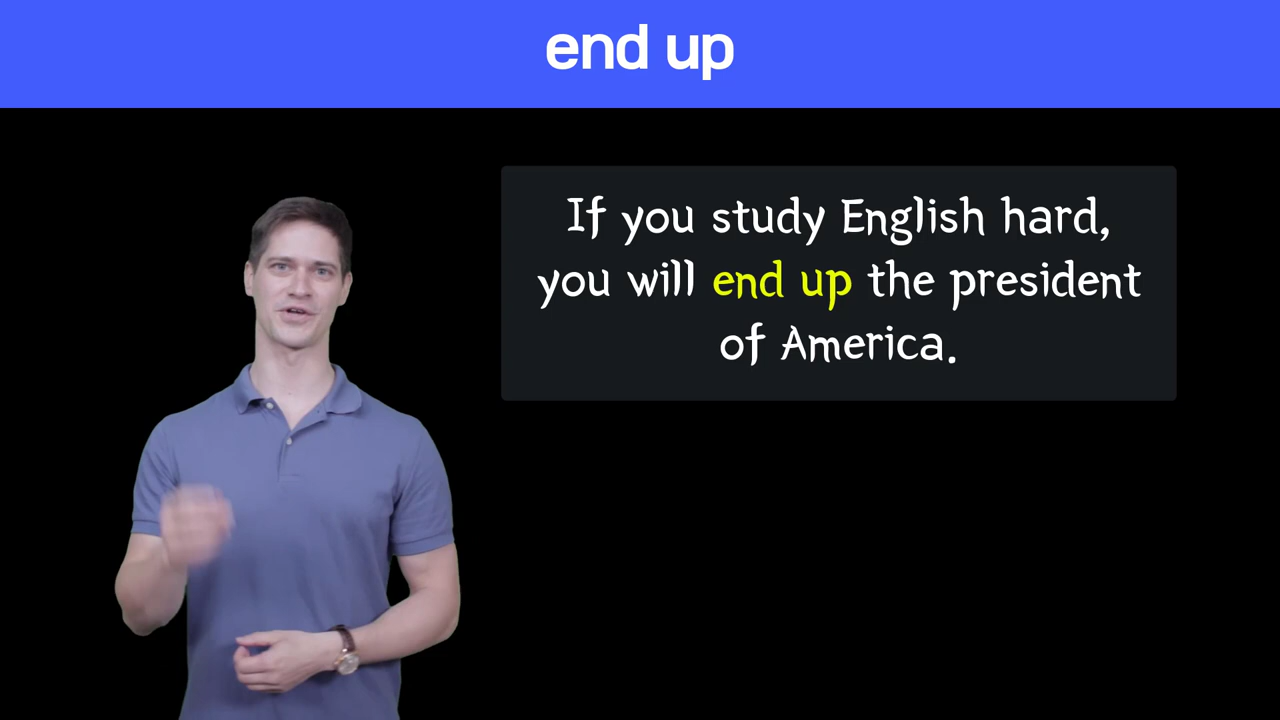 end up
If you study English hard,
you will end up the president
of America.